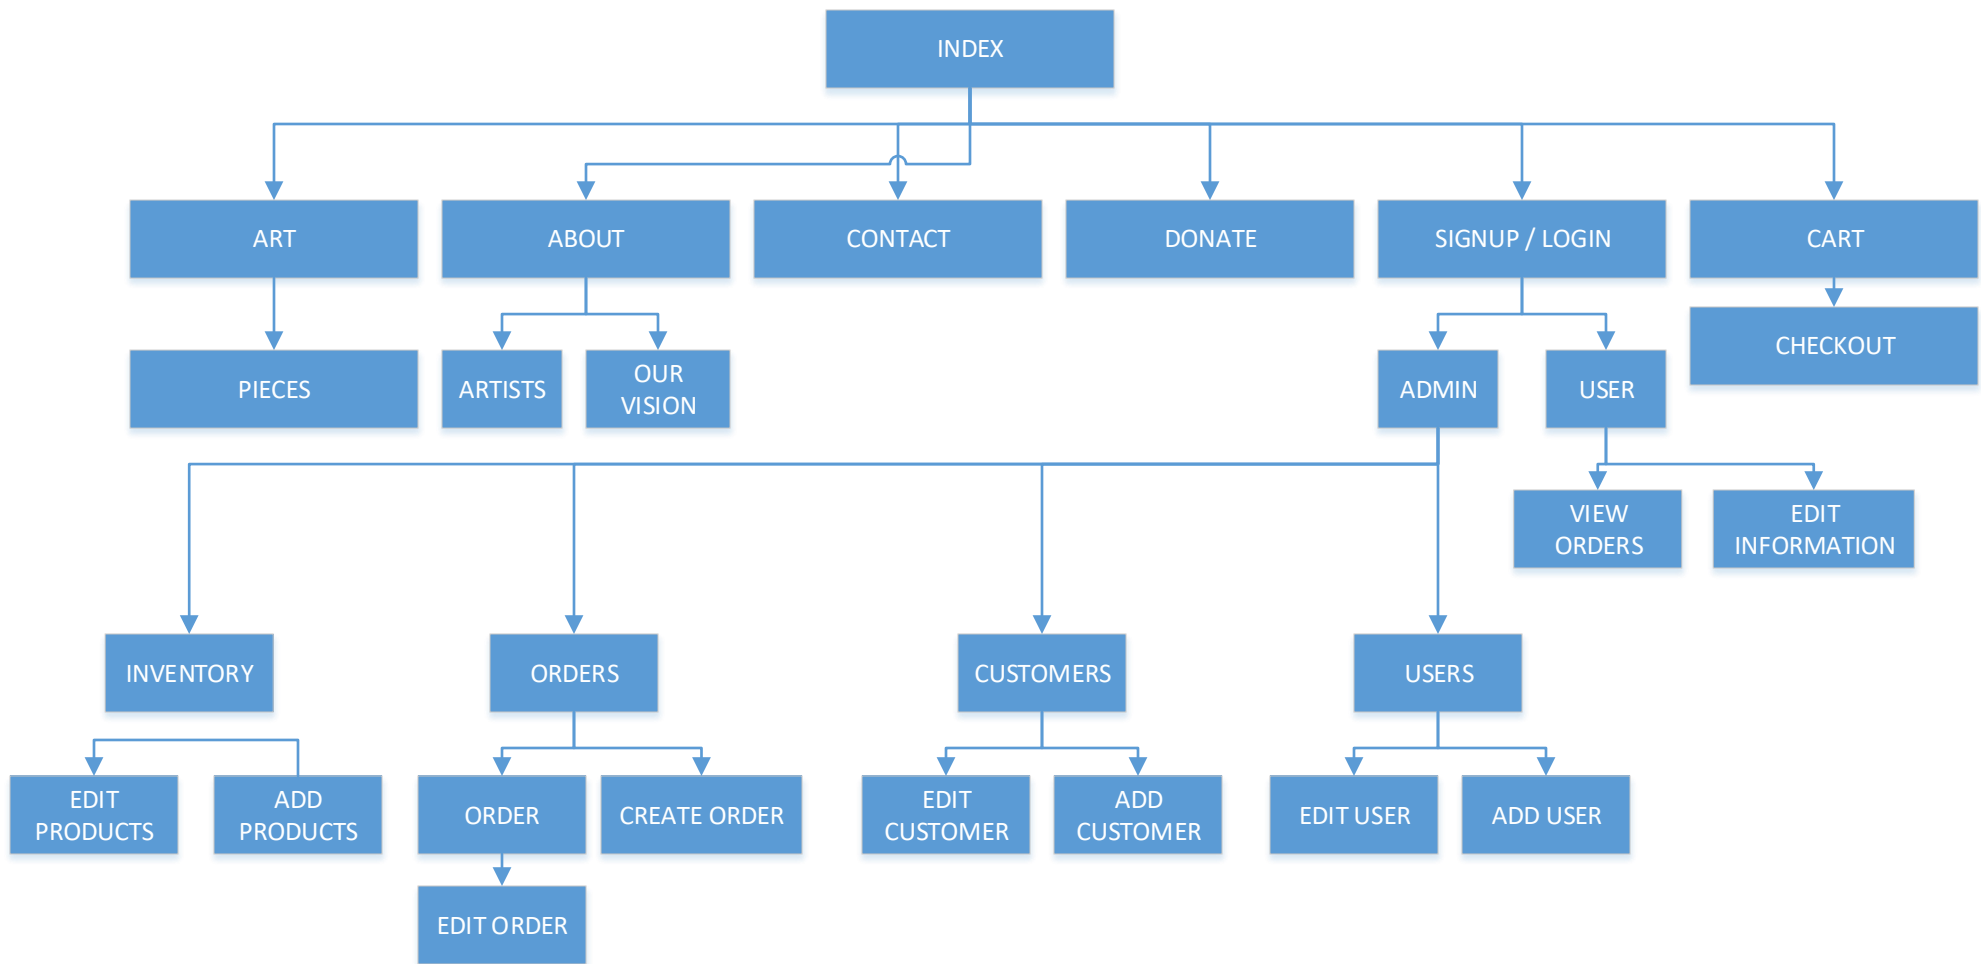 INDEX
ART
ABOUT
CONTACT
DONATE
SIGNUP / LOGIN
CART
CHECKOUT
PIECES
ARTISTS
OUR
VISION
ADMIN
USER
VIEW
ORDERS
EDIT
INFORMATION
INVENTORY
ORDERS
CUSTOMERS
USERS
EDIT
PRODUCTS
ADD
PRODUCTS
ORDER
CREATE ORDER
EDIT
CUSTOMER
ADD
CUSTOMER
EDIT USER
ADD USER
EDIT ORDER